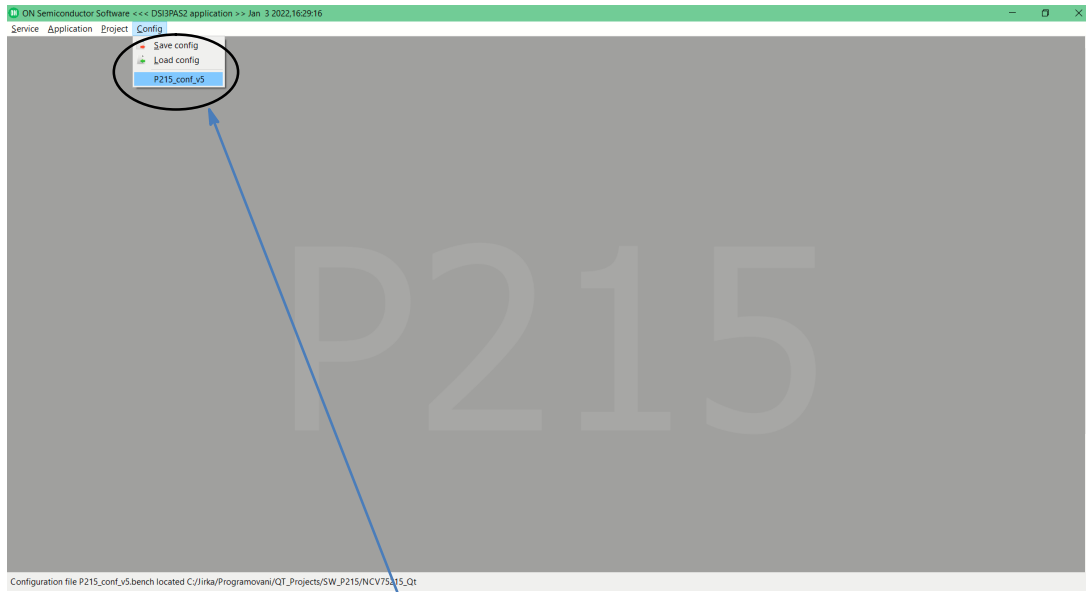 ON Semiconductor Software <<< DSI3PAS2 application >> Jan 3 2022,16:29:16
Service Application Project Config
Save config
Load config
P215_conf_v5
P215
Configuration file P215_conf_v5.bench located C:/Jirka/Programovani/QT_Projects/SW_P215/NCV75215_Qt